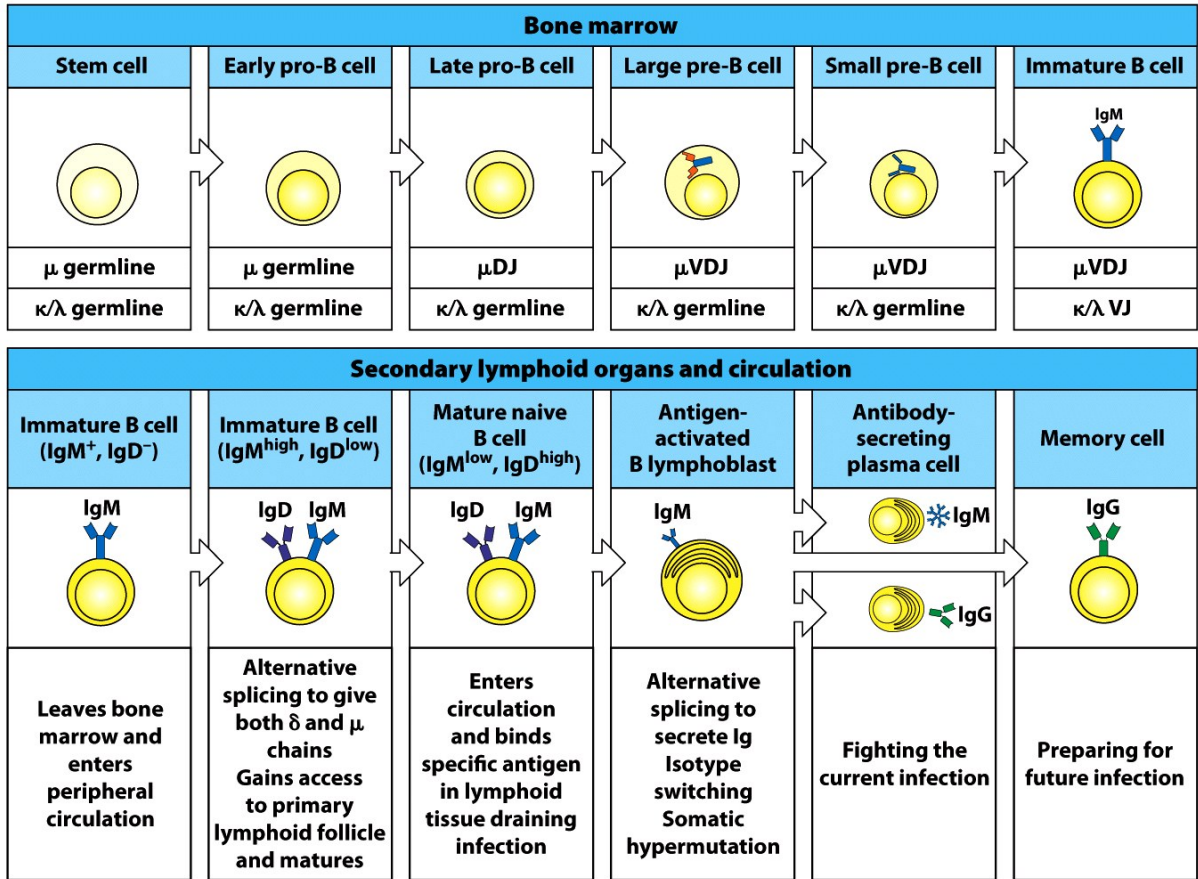 Bone marrow
Stem cell
Early pro-B cell
Late pro-B cell
Large pre-B cell
Small pre-B cell
Immature B cell
IgM
μ germline
μ germline
μDJ
μVDJ
μVDJ
μVDJ
κ/λ germline
κ/λ germline
κ/λ germline
κ/λ germline
κ/λ germline
κ/λ VJ
Secondary lymphoid organs and circulation
Immature B cell
(IgM⁺, IgD⁻)
Immature B cell
(IgMhigh, IgDlow)
Mature naive
B cell
(IgMlow, IgDhigh)
Antigen-
activated
B lymphoblast
Antibody-
secreting
plasma cell
Memory cell
IgM
IgD IgM
IgD IgM
IgM
IgM
IgG
IgG
Leaves bone
marrow and
enters
peripheral
circulation
Alternative
splicing to give
both δ and μ
chains
Gains access
to primary
lymphoid follicle
and matures
Enters
circulation
and binds
specific antigen
in lymphoid
tissue draining
infection
Alternative
splicing to
secrete Ig
Isotype
switching
Somatic
hypermutation
Fighting the
current infection
Preparing for
future infection